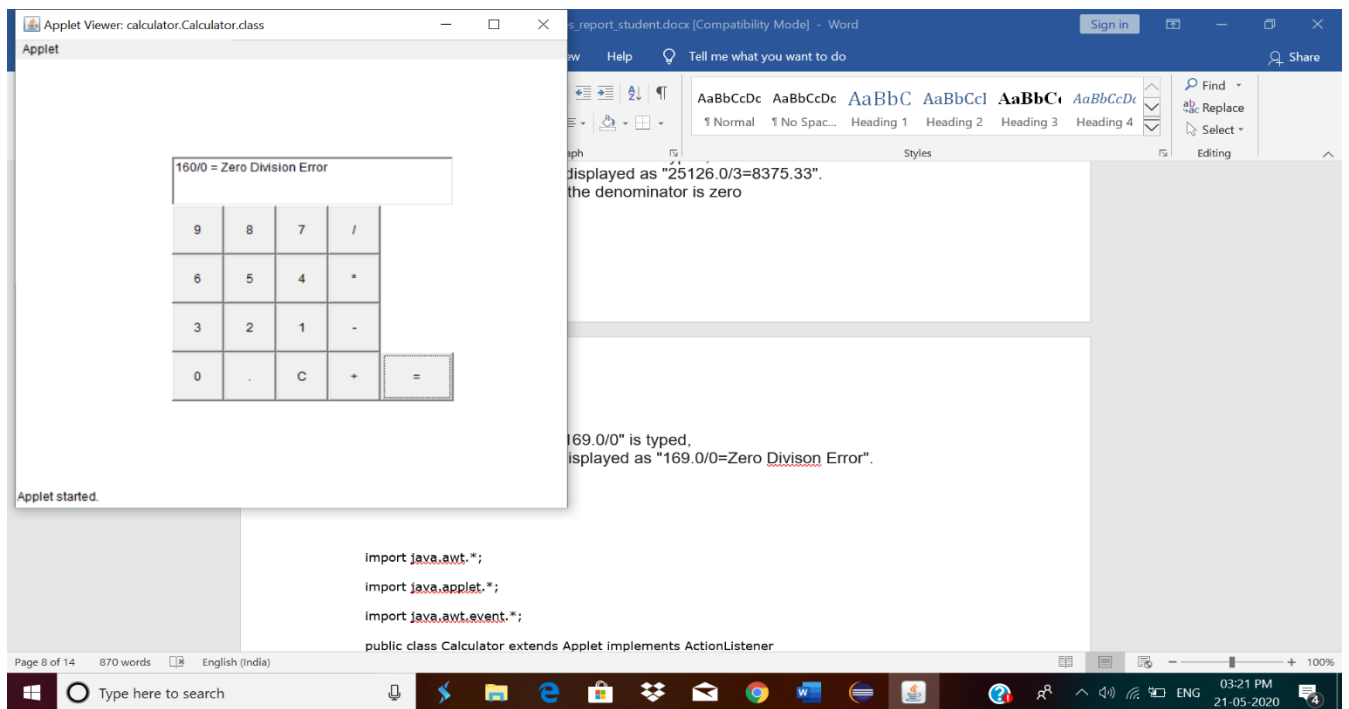 Applet Viewer: calculator.Calculator.class
Applet
160/0 = Zero Division Error
9 8 7 /
6 5 4 *
3 2 1 -
0 . C + =
Applet started.
s_report_student.docx [Compatibility Mode] - Word
Sign in
ew Help Tell me what you want to do
Share
AaBbCcDc AaBbCcDc AaBbC AaBbCcI AaBbC AaBbCcDc
¶ Normal ¶ No Spac... Heading 1 Heading 2 Heading 3 Heading 4
Find
Replace
Select
aph Styles Editing
displayed as "25126.0/3=8375.33".
the denominator is zero
169.0/0" is typed,
isplayed as "169.0/0=Zero Divison Error".
import java.awt.*;
import java.applet.*;
import java.awt.event.*;
public class Calculator extends Applet implements ActionListener
Page 8 of 14 870 words English (India) 100%
Type here to search
ENG
03:21 PM
21-05-2020
4